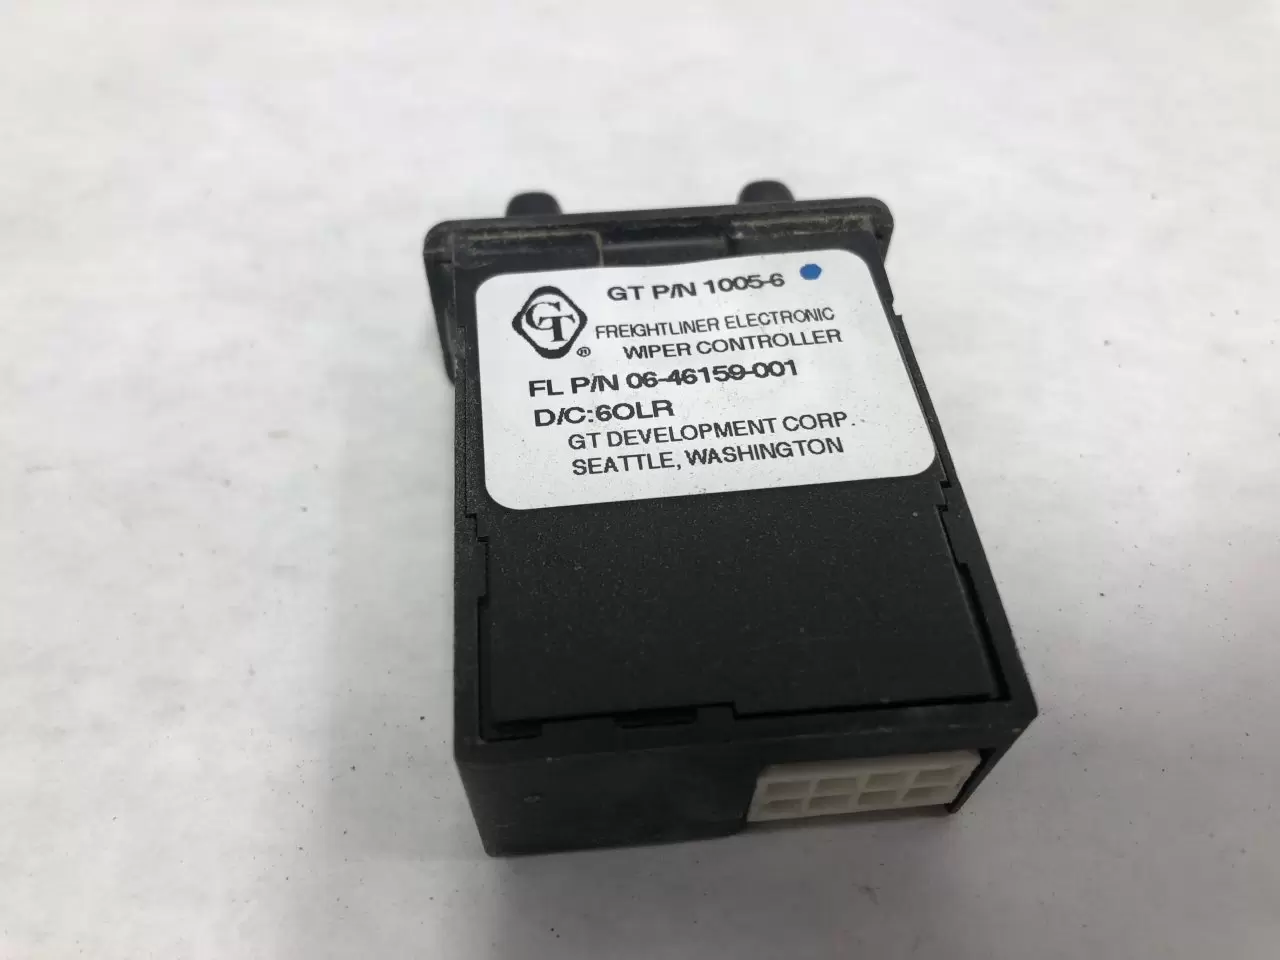 GT P/N 1005-6
GT ®
FREIGHTLINER ELECTRONIC
WIPER CONTROLLER
FL P/N 06-46159-001
D/C:6OLR
GT DEVELOPMENT CORP.
SEATTLE, WASHINGTON